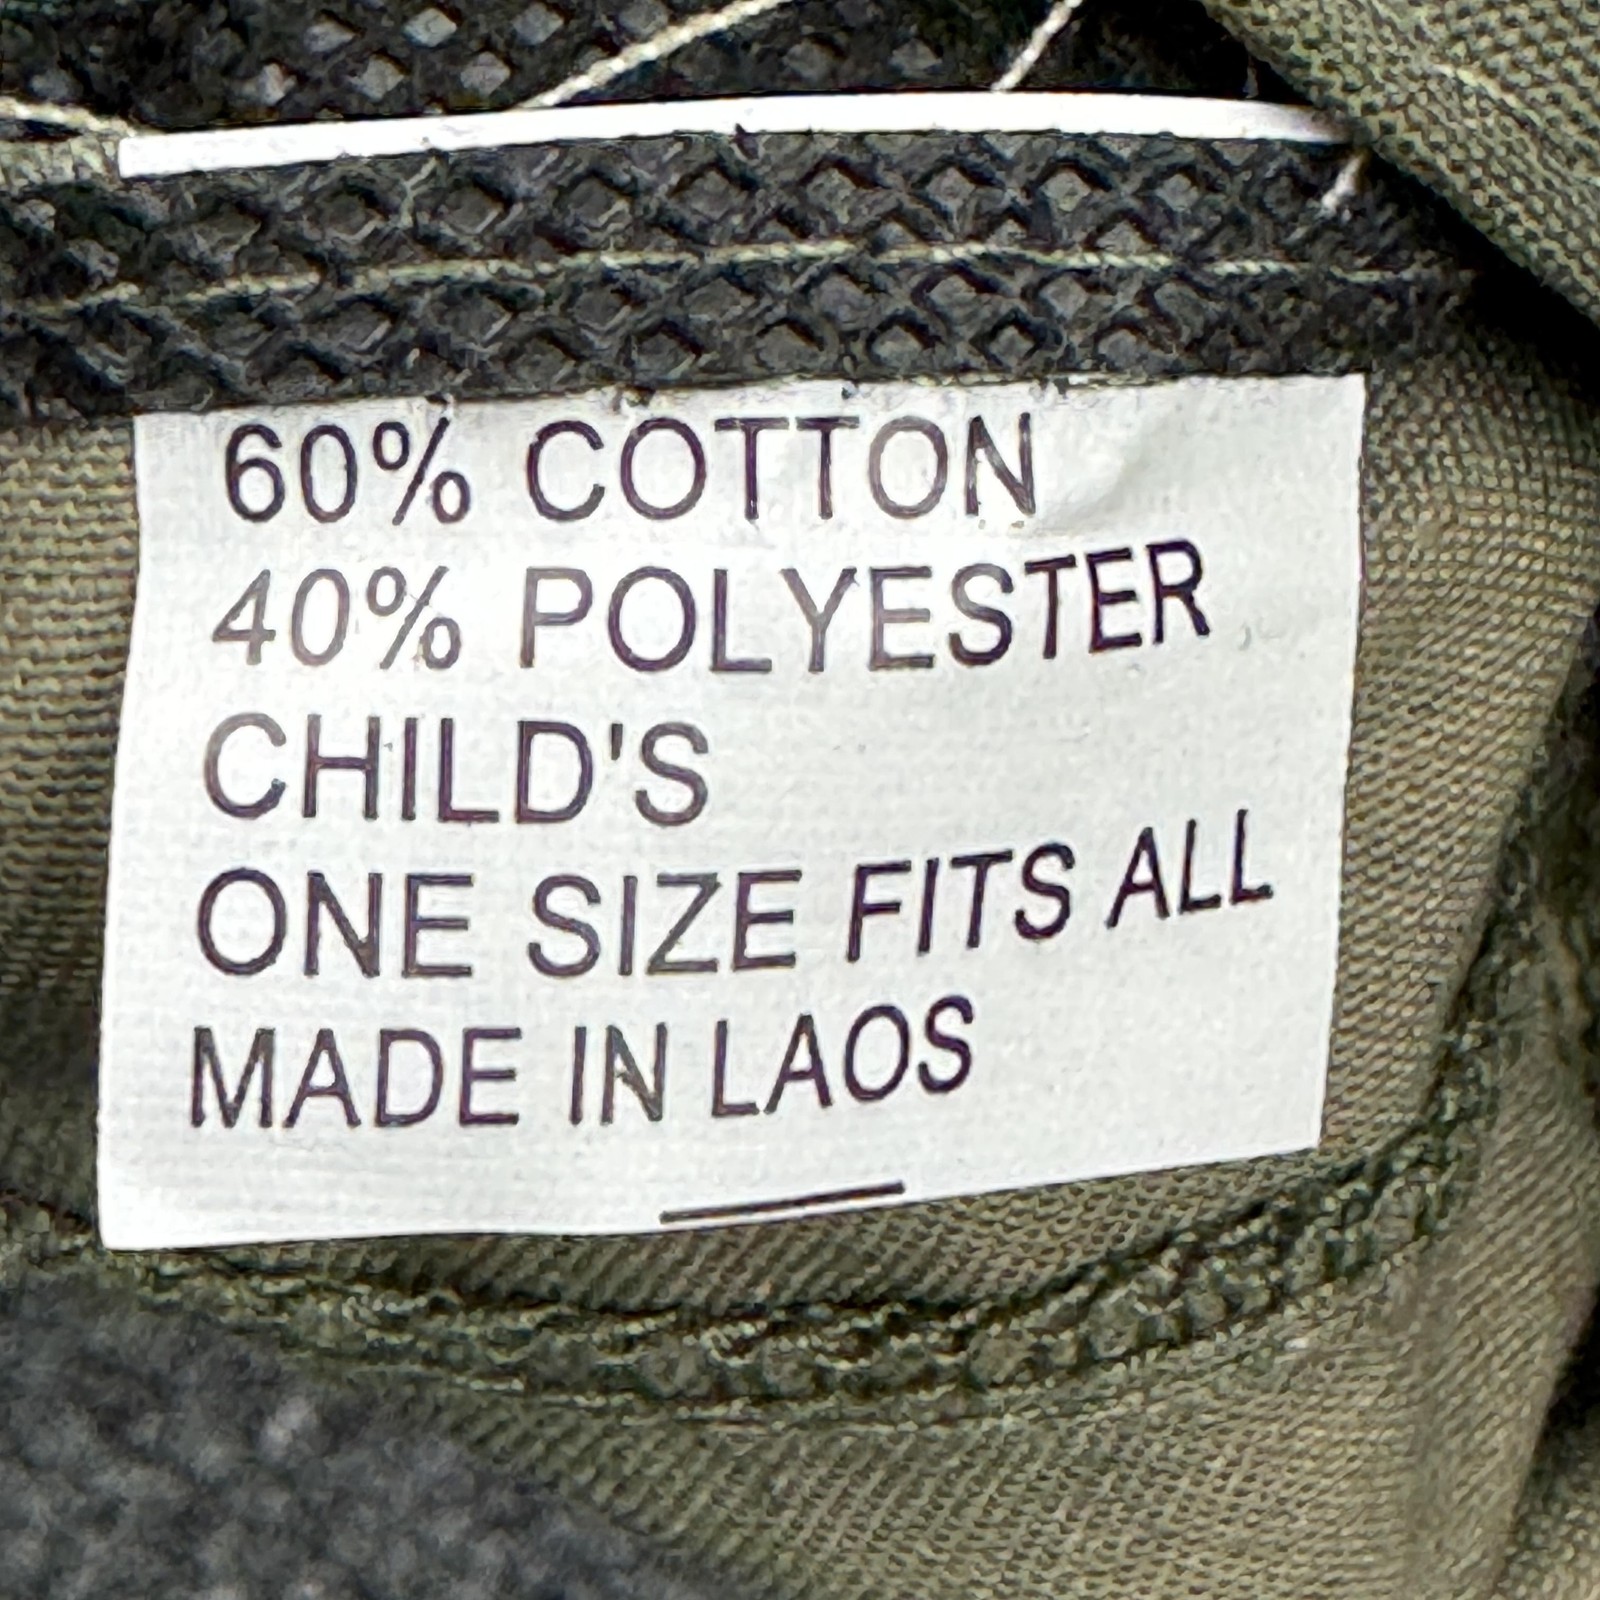 60% COTTON
40% POLYESTER
CHILD'S
ONE SIZE FITS ALL
MADE IN LAOS